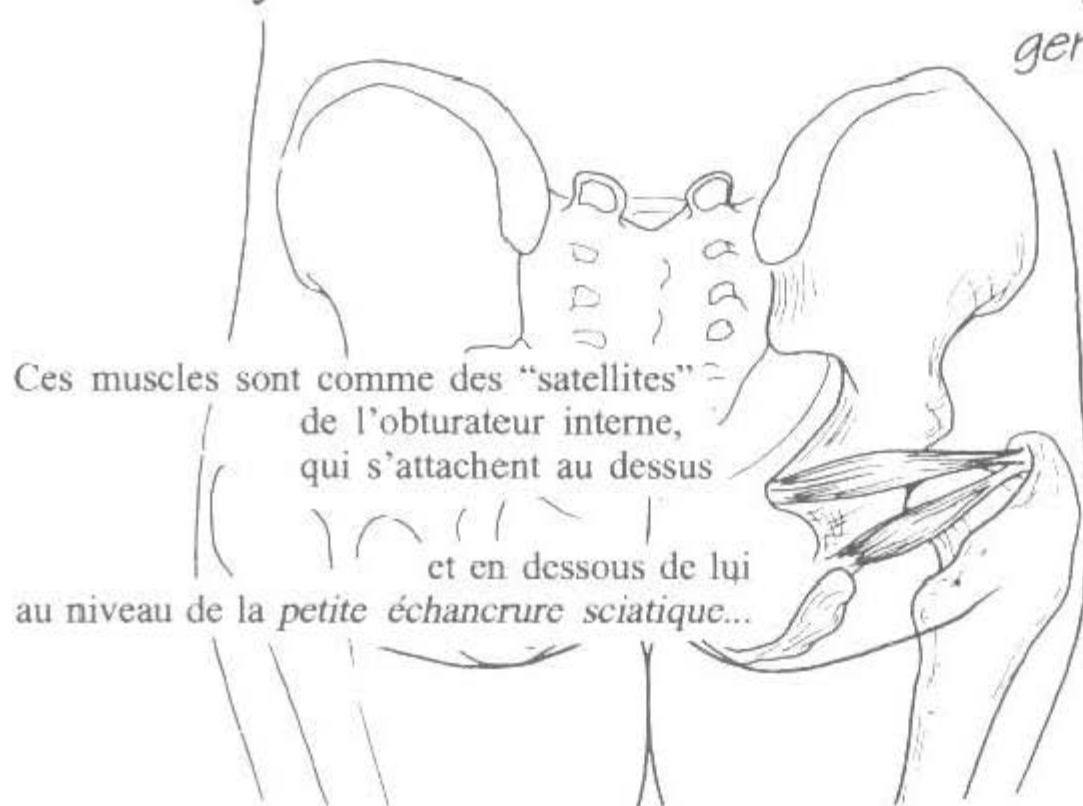 Ces muscles sont comme des “satellites”
de l’obturateur interne,
qui s’attachent au dessus
et en dessous de lui
au niveau de la petite échancrure sciatique...